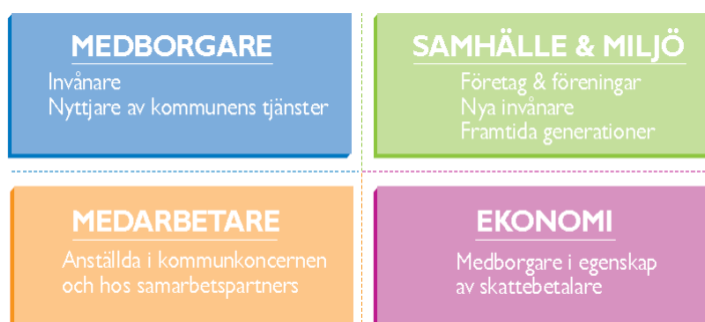 MEDBORGARE
Invånare
Nyttjare av kommunens tjänster
SAMHÄLLE & MILJÖ
Företag & föreningar
Nya invånare
Framtida generationer
MEDARBETARE
Anställda i kommunkoncernen
och hos samarbetspartners
EKONOMI
Medborgare i egenskap
av skattebetalare